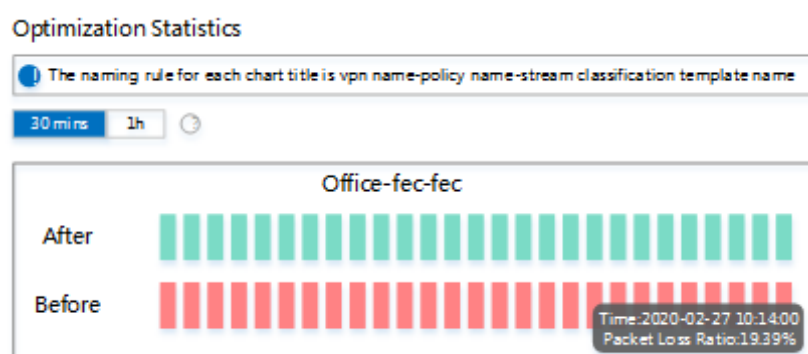 Optimization Statistics
The naming rule for each chart title is vpn name-policy name-stream classification template name
30 mins 1h
Office-fec-fec
After
Before
Time:2020-02-27 10:14:00
Packet Loss Ratio:19.39%